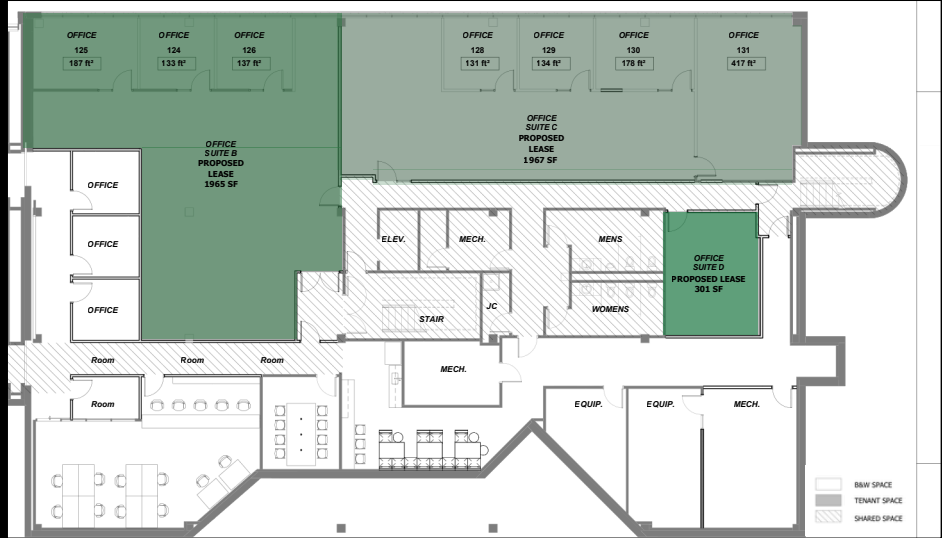 OFFICE
125
187 ft²
OFFICE
124
133 ft²
OFFICE
126
137 ft²
OFFICE
128
131 ft²
OFFICE
129
134 ft²
OFFICE
130
178 ft²
OFFICE
131
417 ft²
OFFICE
SUITE B
PROPOSED
LEASE
1965 SF
OFFICE
SUITE C
PROPOSED
LEASE
1967 SF
OFFICE
OFFICE
OFFICE
ELEV.
MECH.
MENS
OFFICE
SUITE D
PROPOSED LEASE
301 SF
STAIR
JC
WOMENS
Room
Room
Room
MECH.
Room
EQUIP.
EQUIP.
MECH.
B&W SPACE
TENANT SPACE
SHARED SPACE